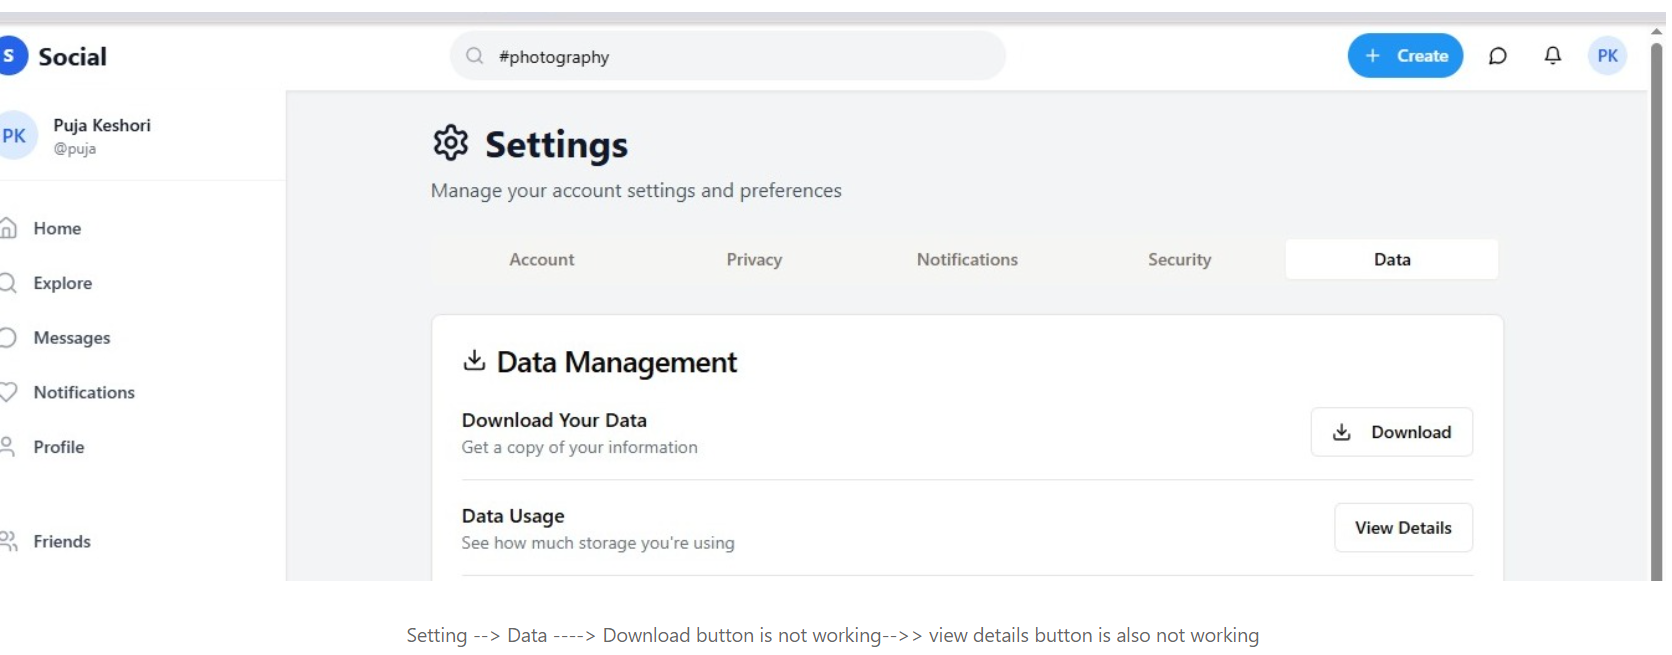 S Social
#photography
+ Create
PK
PK
Puja Keshori
@puja
Home
Explore
Messages
Notifications
Profile
Friends
Settings
Manage your account settings and preferences
Account Privacy Notifications Security Data
Data Management
Download Your Data
Get a copy of your information
Download
Data Usage
See how much storage you're using
View Details
Setting --> Data ----> Download button is not working-->> view details button is also not working